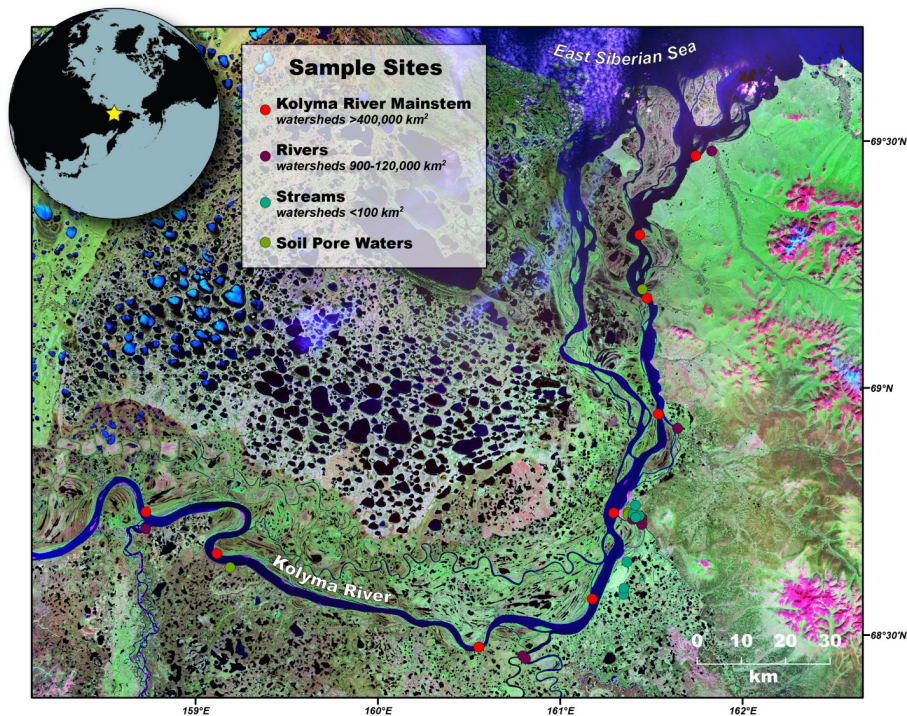 East Siberian Sea
Sample Sites
Kolyma River Mainstem
watersheds >400,000 km²
Rivers
watersheds 900-120,000 km²
Streams
watersheds <100 km²
Soil Pore Waters
69°30'N
69°N
Kolyma River
68°30'N
0 10 20 30
km
159°E 160°E 161°E 162°E